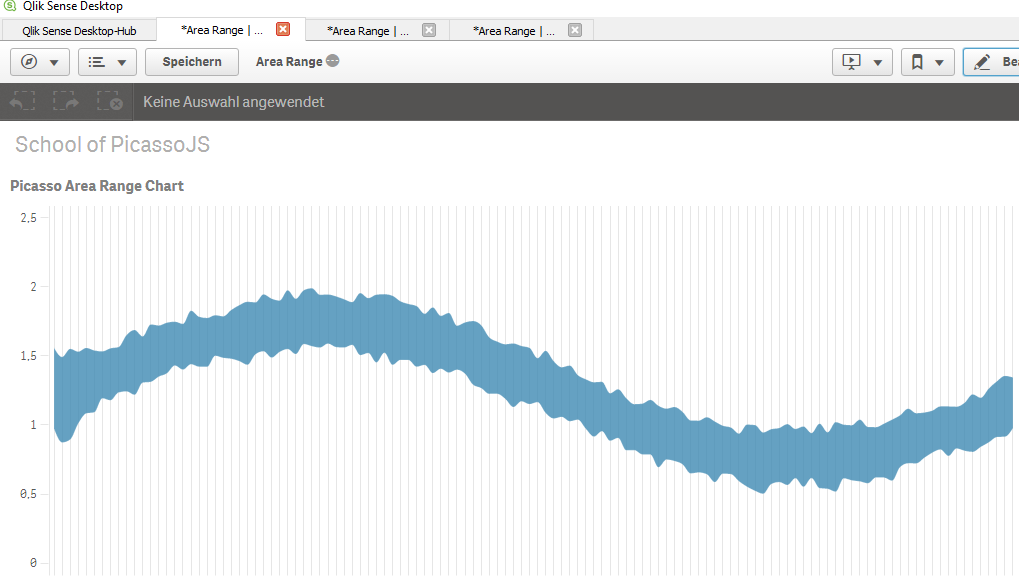 Qlik Sense Desktop
Qlik Sense Desktop-Hub
*Area Range | ...
*Area Range | ...
*Area Range | ...
Speichern
Area Range
Bea
Keine Auswahl angewendet
School of PicassoJS
Picasso Area Range Chart
2,5
2
1,5
1
0,5
0